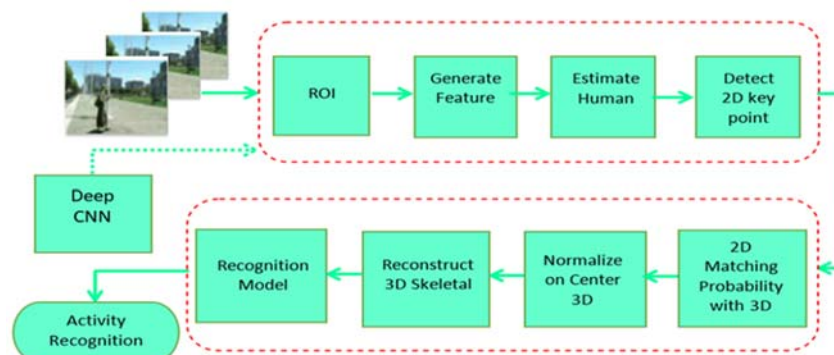 ROI
Generate
Feature
Estimate
Human
Detect
2D key
point
Deep
CNN
2D
Matching
Probability
with 3D
Normalize
on Center
3D
Reconstruct
3D Skeletal
Recognition
Model
Activity
Recognition